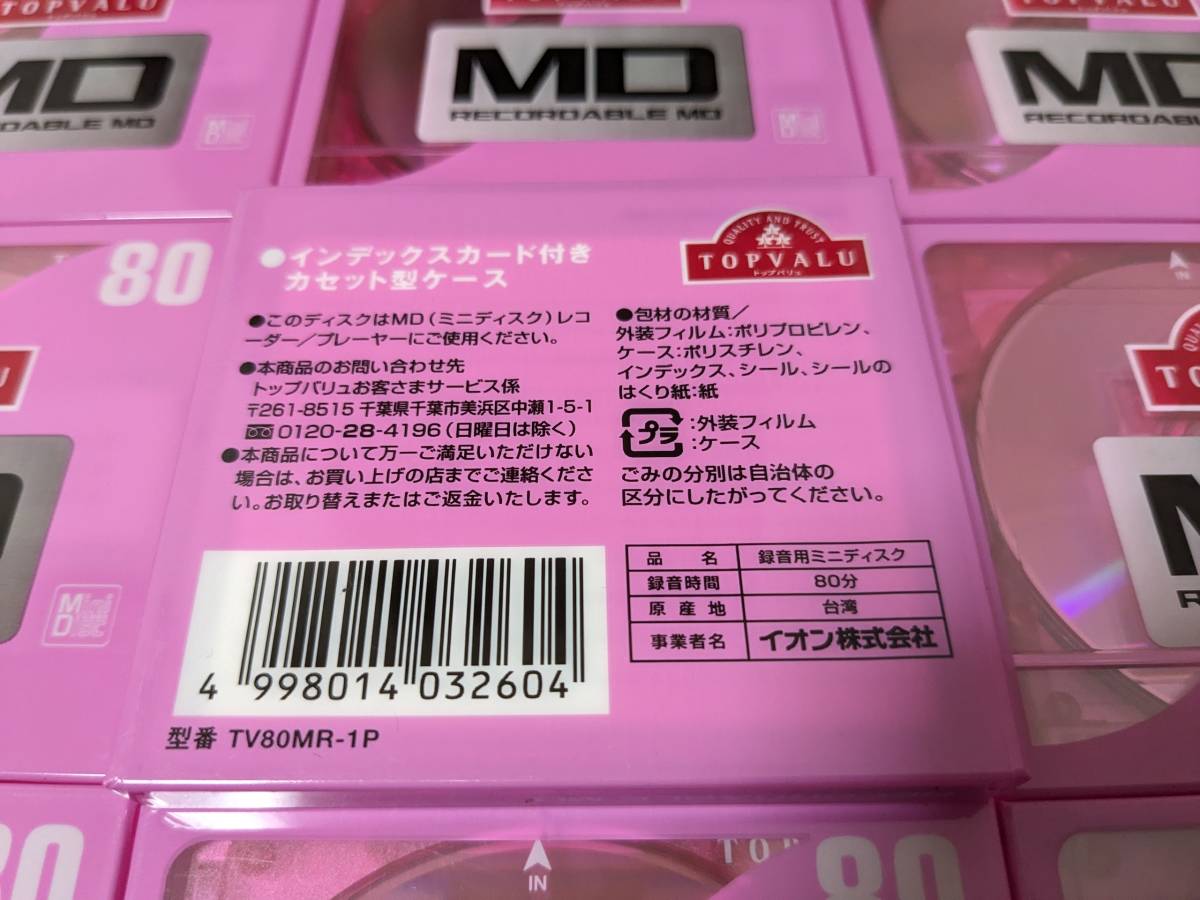 TOPVALU
トップバリュ
MD
RECORDABLE MD
MD
RECORDABLE MD
MD
80
インデックスカード付き
カセット型ケース
QUALITY AND TRUST
TOPVALU
トップバリュ
●このディスクはMD(ミニディスク)レコ
ーダー/プレーヤーにご使用ください。
●本商品のお問い合わせ先
トップバリュお客さまサービス係
〒261-8515 千葉県千葉市美浜区中瀬1-5-1
0120-28-4196(日曜日は除く)
●本商品について万一ご満足いただけない
場合は、お買い上げの店までご連絡くださ
い。お取り替えまたはご返金いたします。
●包材の材質/
外装フィルム:ポリプロピレン、
ケース:ポリスチレン、
インデックス、シール、シールの
はくり紙:紙
プラ :外装フィルム
:ケース
ごみの分別は自治体の
区分にしたがってください。
品名 録音用ミニディスク
録音時間 80分
原産地 台湾
事業者名 イオン株式会社
4 998014 032604
型番 TV80MR-1P
IN
IN
80
80